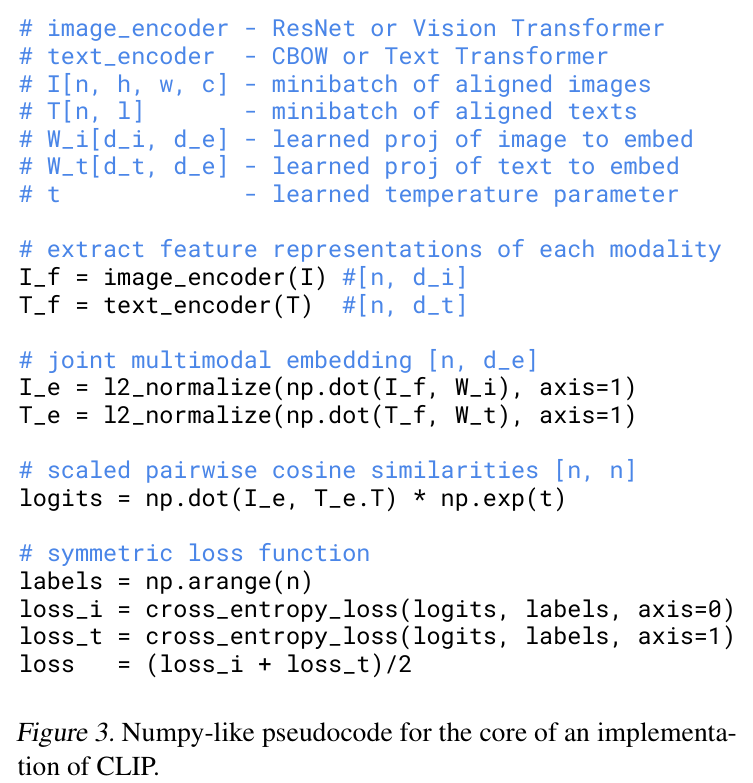 # image_encoder - ResNet or Vision Transformer
# text_encoder  - CBOW or Text Transformer
# I[n, h, w, c] - minibatch of aligned images
# T[n, l]       - minibatch of aligned texts
# W_i[d_i, d_e] - learned proj of image to embed
# W_t[d_t, d_e] - learned proj of text to embed
# t             - learned temperature parameter

# extract feature representations of each modality
I_f = image_encoder(I) #[n, d_i]
T_f = text_encoder(T)  #[n, d_t]

# joint multimodal embedding [n, d_e]
I_e = l2_normalize(np.dot(I_f, W_i), axis=1)
T_e = l2_normalize(np.dot(T_f, W_t), axis=1)

# scaled pairwise cosine similarities [n, n]
logits = np.dot(I_e, T_e.T) * np.exp(t)

# symmetric loss function
labels = np.arange(n)
loss_i = cross_entropy_loss(logits, labels, axis=0)
loss_t = cross_entropy_loss(logits, labels, axis=1)
loss   = (loss_i + loss_t)/2

Figure 3. Numpy-like pseudocode for the core of an implementa-
tion of CLIP.